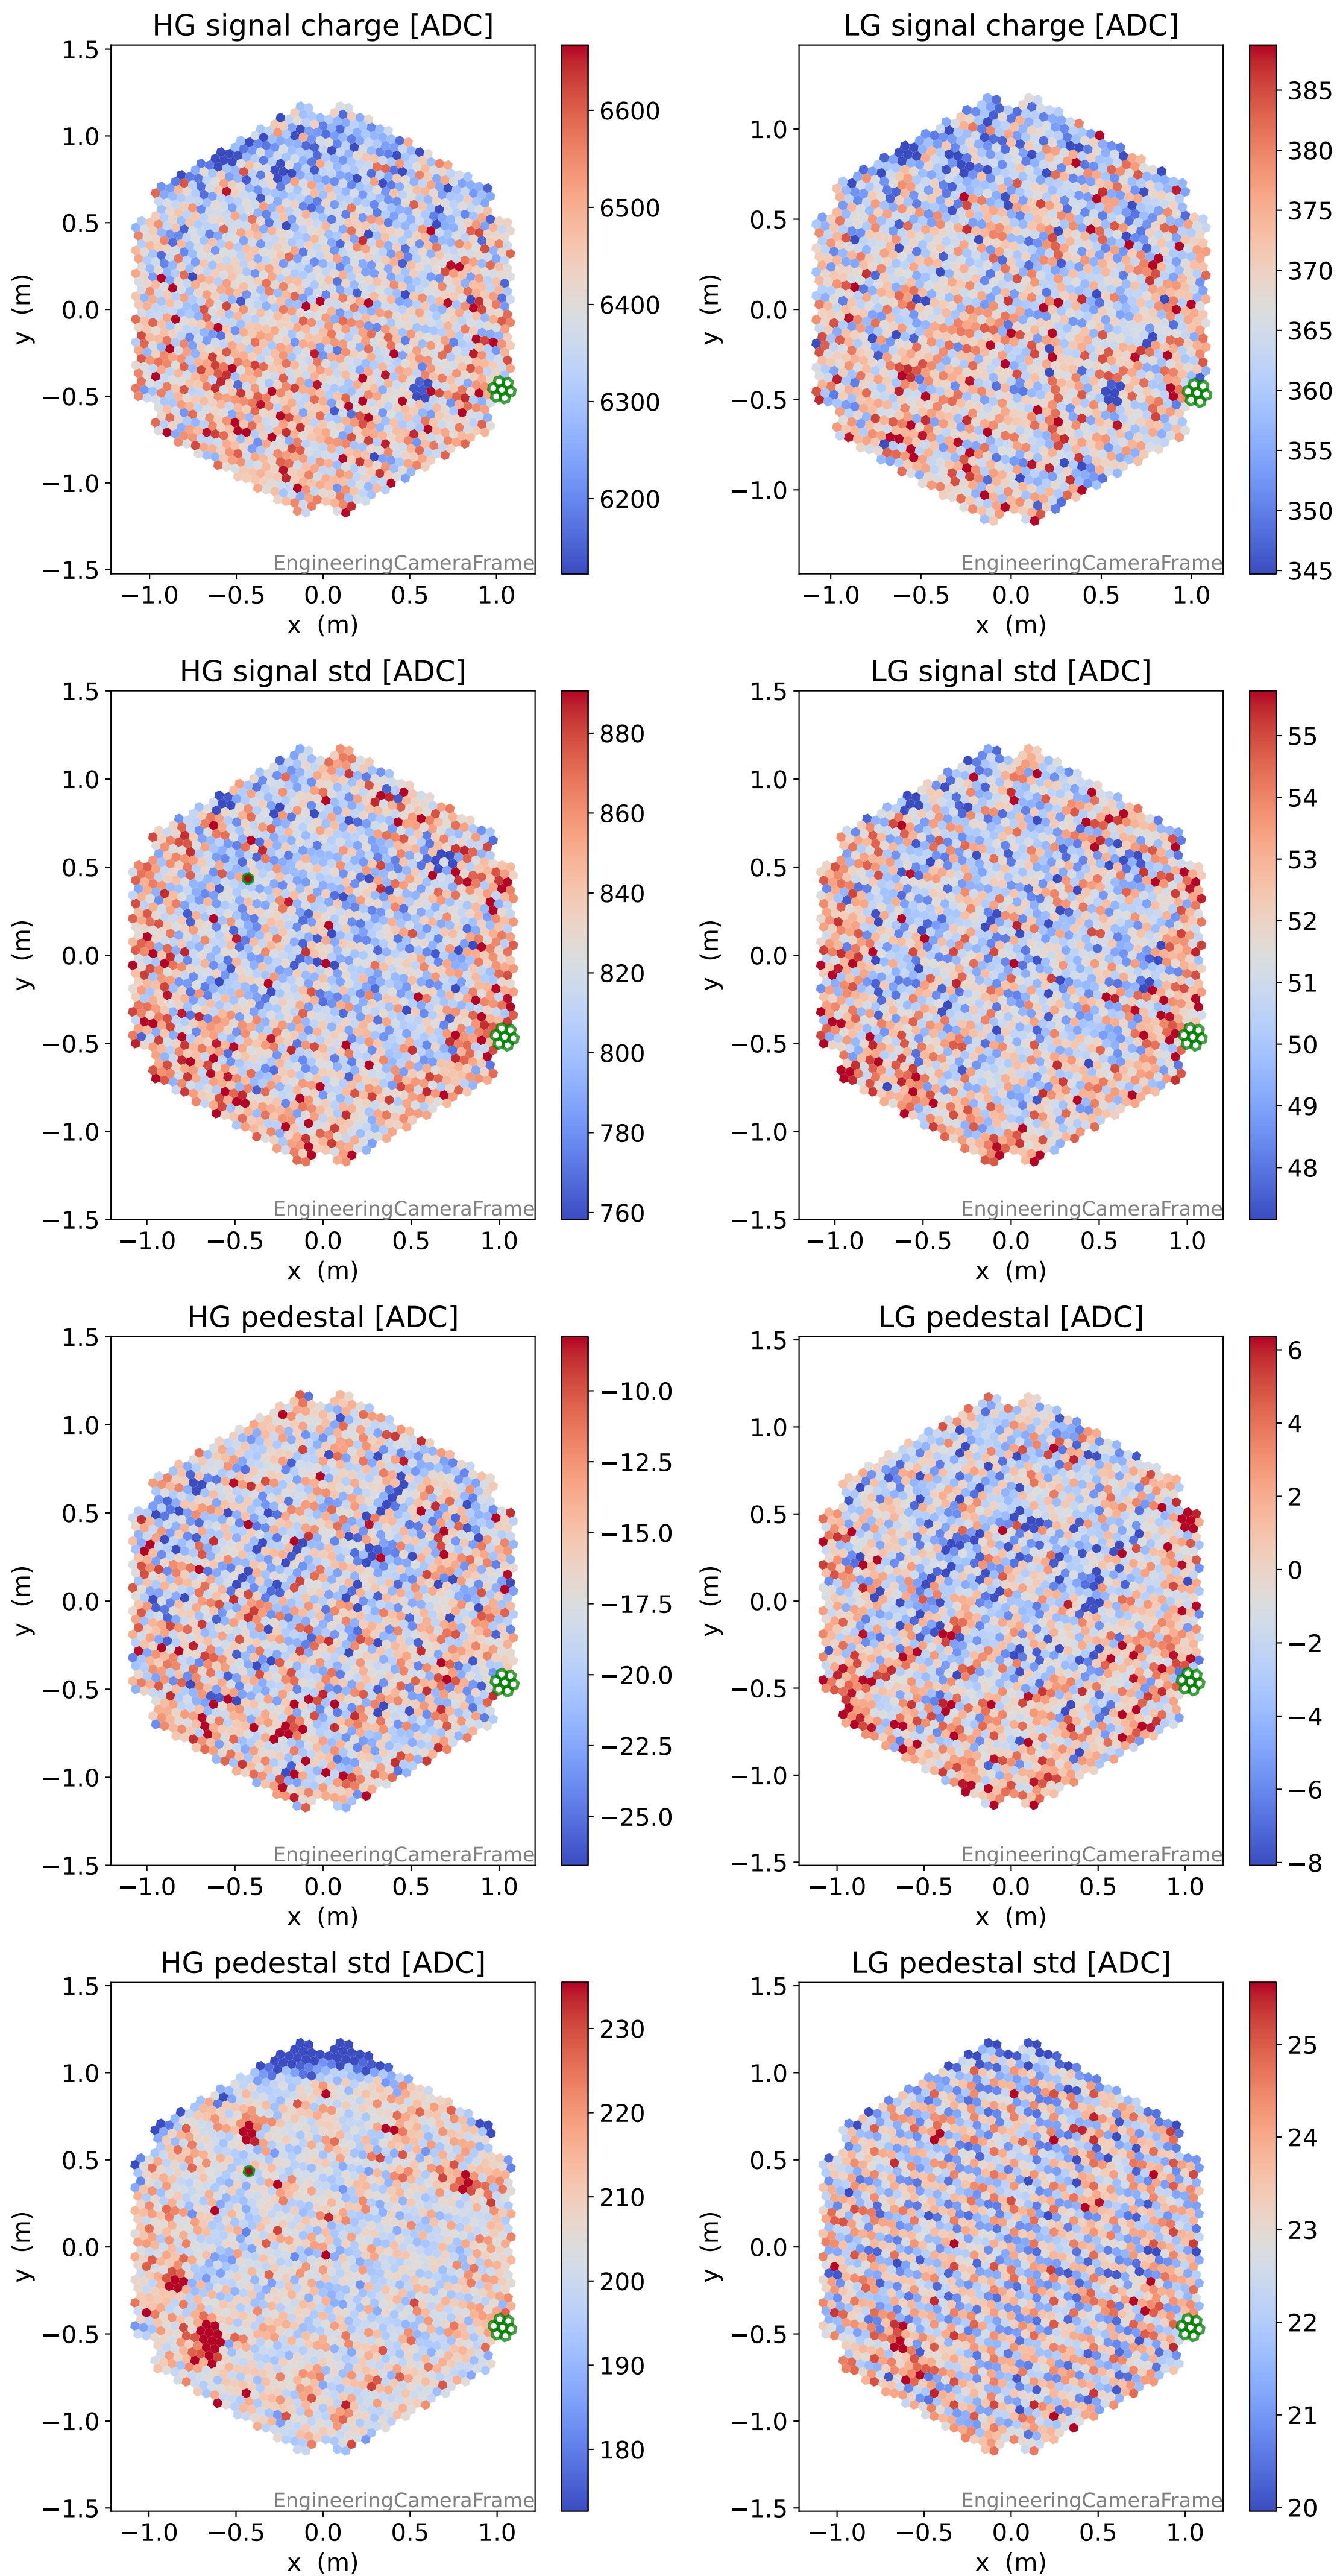 HG signal charge [ADC]
1.5
1.0
0.5
0.0
−0.5
−1.0
−1.5
y (m)
−1.0 −0.5 0.0 0.5 1.0
x (m)
EngineeringCameraFrame
6600
6500
6400
6300
6200
LG signal charge [ADC]
1.0
0.5
0.0
−0.5
−1.0
y (m)
−1.0 −0.5 0.0 0.5 1.0
x (m)
EngineeringCameraFrame
385
380
375
370
365
360
355
350
345
HG signal std [ADC]
1.5
1.0
0.5
0.0
−0.5
−1.0
−1.5
y (m)
−1.0 −0.5 0.0 0.5 1.0
x (m)
EngineeringCameraFrame
880
860
840
820
800
780
760
LG signal std [ADC]
1.5
1.0
0.5
0.0
−0.5
−1.0
−1.5
y (m)
−1.0 −0.5 0.0 0.5 1.0
x (m)
EngineeringCameraFrame
55
54
53
52
51
50
49
48
HG pedestal [ADC]
1.5
1.0
0.5
0.0
−0.5
−1.0
−1.5
y (m)
−1.0 −0.5 0.0 0.5 1.0
x (m)
EngineeringCameraFrame
−10.0
−12.5
−15.0
−17.5
−20.0
−22.5
−25.0
LG pedestal [ADC]
1.5
1.0
0.5
0.0
−0.5
−1.0
−1.5
y (m)
−1.0 −0.5 0.0 0.5 1.0
x (m)
EngineeringCameraFrame
6
4
2
0
−2
−4
−6
−8
HG pedestal std [ADC]
1.5
1.0
0.5
0.0
−0.5
−1.0
−1.5
y (m)
−1.0 −0.5 0.0 0.5 1.0
x (m)
EngineeringCameraFrame
230
220
210
200
190
180
LG pedestal std [ADC]
1.5
1.0
0.5
0.0
−0.5
−1.0
−1.5
y (m)
−1.0 −0.5 0.0 0.5 1.0
x (m)
EngineeringCameraFrame
25
24
23
22
21
20